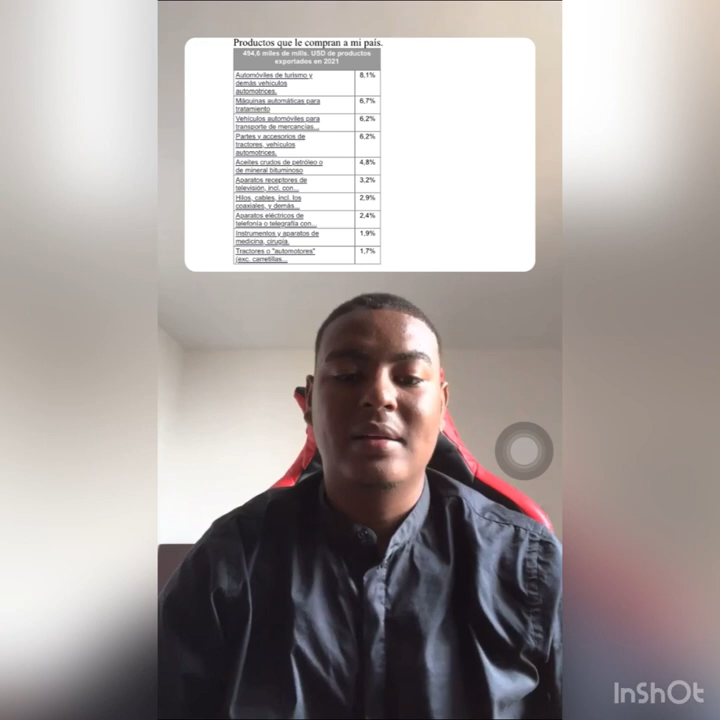 Productos que le compran a mi país.
494,6 miles de mills. USD de productos
exportados en 2021
Automóviles de turismo y
demás vehículos
automotrices.
8,1%
Máquinas automáticas para
tratamiento
6,7%
Vehículos automóviles para
transporte de mercancías...
6,2%
Partes y accesorios de
tractores, vehículos
automotrices.
6,2%
Aceites crudos de petróleo o
de mineral bituminoso
4,8%
Aparatos receptores de
televisión, incl. con...
3,2%
Hilos, cables, incl. los
coaxiales, y demás...
2,9%
Aparatos eléctricos de
telefonía o telegrafía con...
2,4%
Instrumentos y aparatos de
medicina, cirugía.
1,9%
Tractores o "automotores"
(exc. carretillas...
1,7%
InShOt